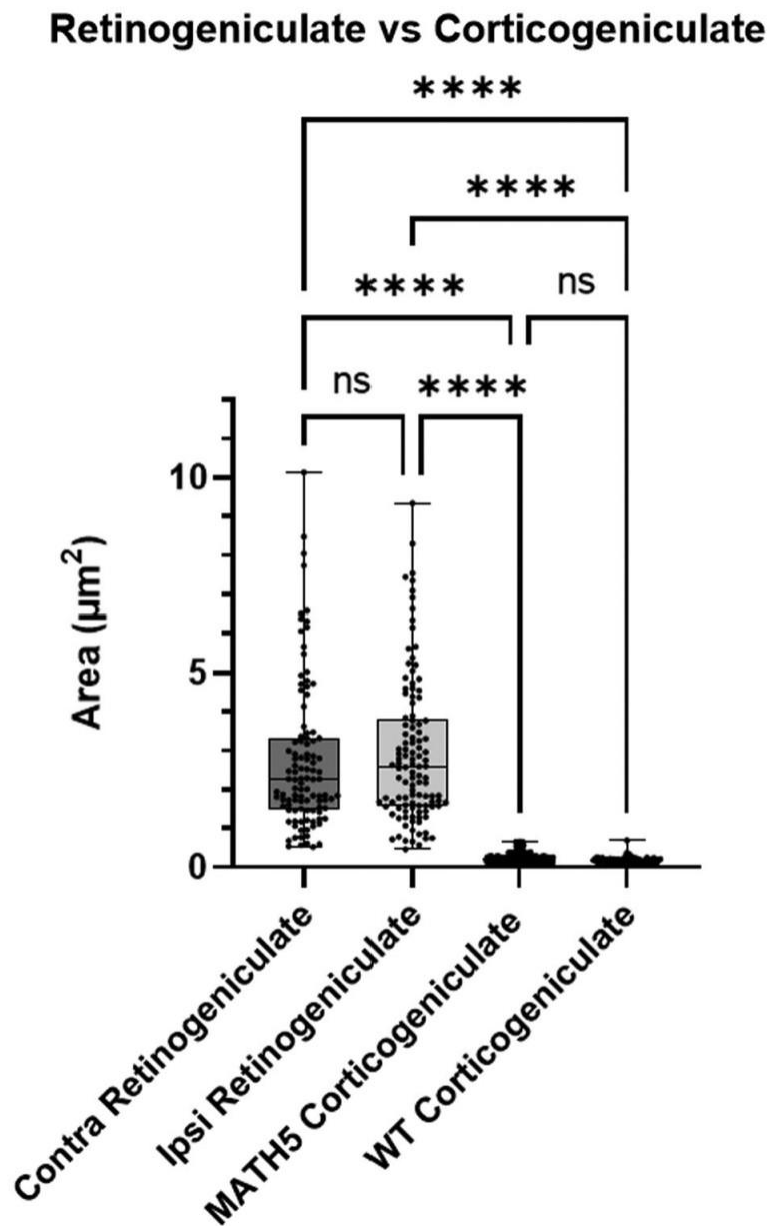 Retinogeniculate vs Corticogeniculate
****
****
**** ns
ns ****
10
5
0
Area (µm²)
Contra Retinogeniculate
Ipsi Retinogeniculate
MATH5 Corticogeniculate
WT Corticogeniculate